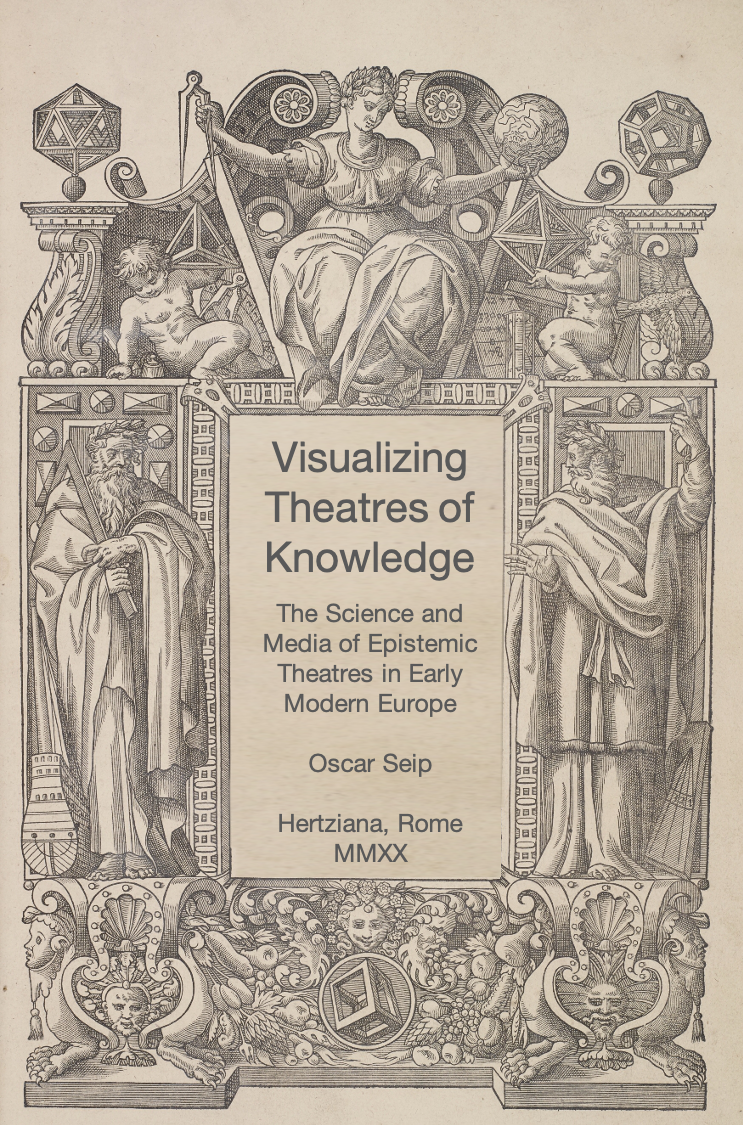 Visualizing
Theatres of
Knowledge
The Science and
Media of Epistemic
Theatres in Early
Modern Europe
Oscar Seip
Hertziana, Rome
MMXX